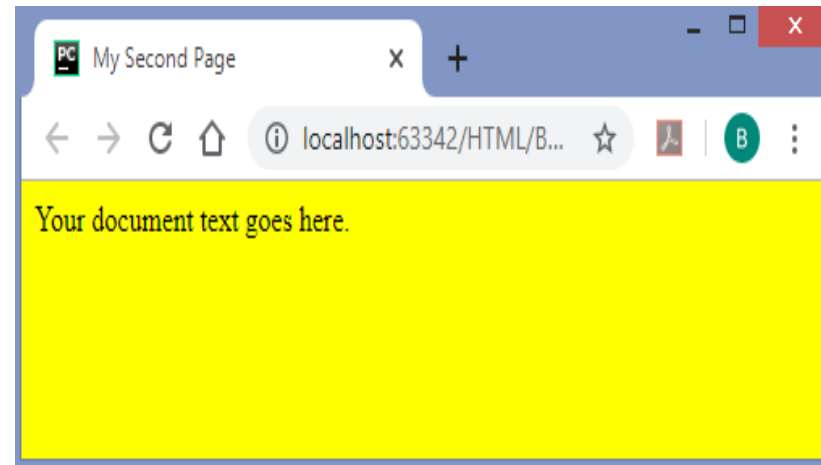 PC My Second Page
localhost:63342/HTML/B...
B
Your document text goes here.